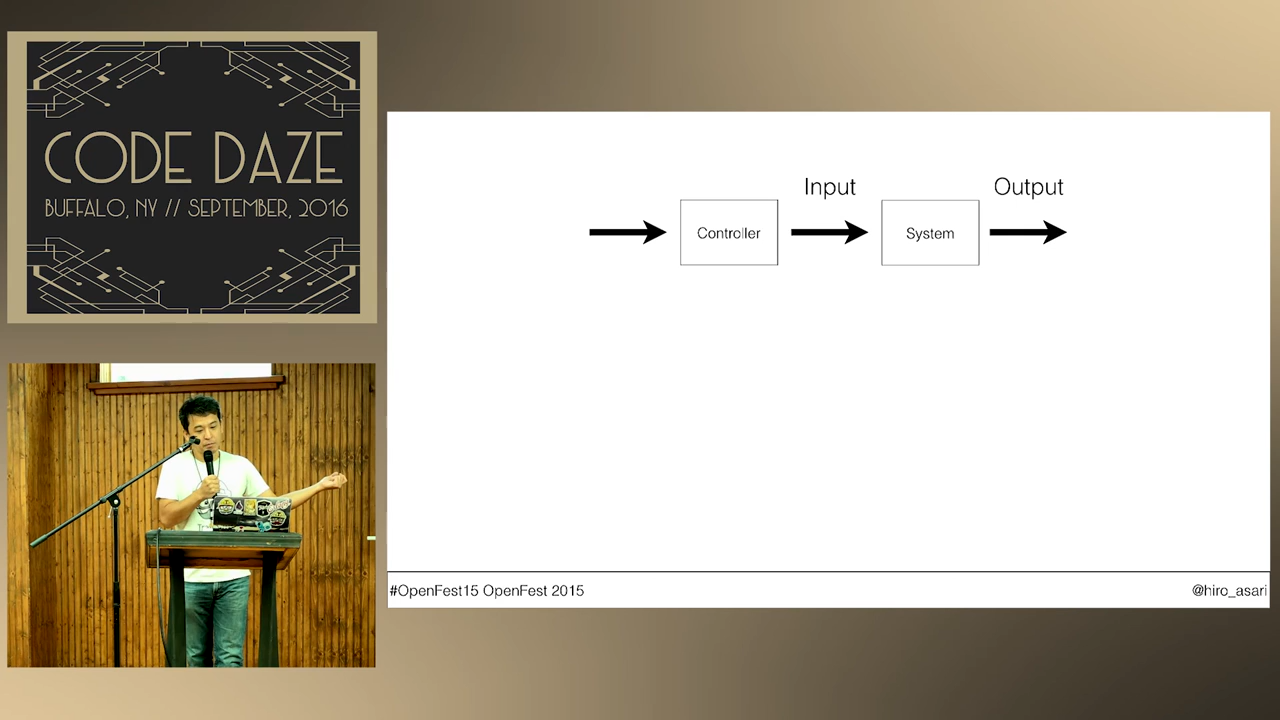 CODE DAZE
BUFFALO, NY // SEPTEMBER, 2016
Input
Output
Controller
System
#OpenFest15 OpenFest 2015
@hiro_asari